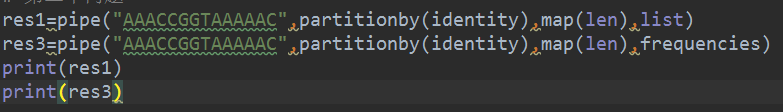 res1=pipe("AAACCGGTAAAAAC",partitionby(identity),map(len),list)
res3=pipe("AAACCGGTAAAAAC",partitionby(identity),map(len),frequencies)
print(res1)
print(res3)